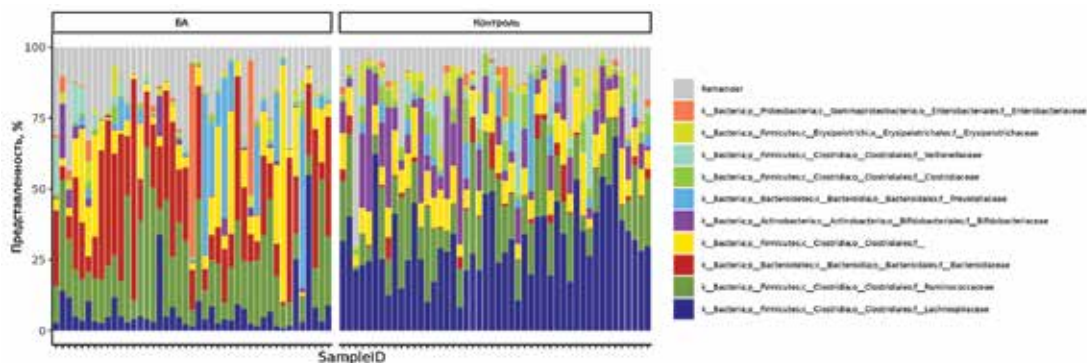 БА
Контроль
100
75
50
25
0
Представленность, %
SampleID
Remainder
k__Bacteria;p__Proteobacteria;c__Gammaproteobacteria;o__Enterobacteriales;f__Enterobacteriaceae
k__Bacteria;p__Firmicutes;c__Erysipelotrichi;o__Erysipelotrichales;f__Erysipelotrichaceae
k__Bacteria;p__Firmicutes;c__Clostridia;o__Clostridiales;f__Veillonellaceae
k__Bacteria;p__Firmicutes;c__Clostridia;o__Clostridiales;f__Clostridiaceae
k__Bacteria;p__Bacteroidetes;c__Bacteroidia;o__Bacteroidales;f__Prevotellaceae
k__Bacteria;p__Actinobacteria;c__Actinobacteria;o__Bifidobacteriales;f__Bifidobacteriaceae
k__Bacteria;p__Firmicutes;c__Clostridia;o__Clostridiales;f__
k__Bacteria;p__Bacteroidetes;c__Bacteroidia;o__Bacteroidales;f__Bacteroidaceae
k__Bacteria;p__Firmicutes;c__Clostridia;o__Clostridiales;f__Ruminococcaceae
k__Bacteria;p__Firmicutes;c__Clostridia;o__Clostridiales;f__Lachnospiraceae